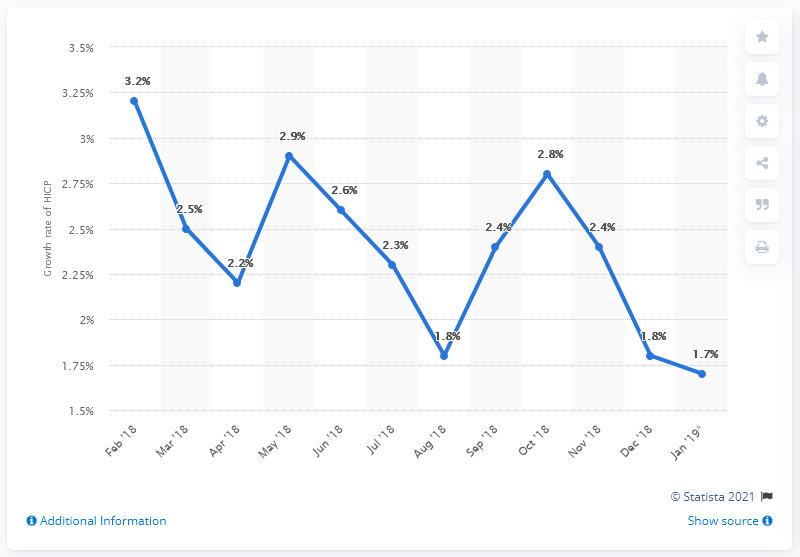 3.5%
3.25%
3%
2.75%
2.5%
2.25%
2%
1.75%
1.5%
Growth rate of HICP
3.2%
2.5%
2.2%
2.9%
2.6%
2.3%
1.8%
2.4%
2.8%
2.4%
1.8%
1.7%
Feb '18
Mar '18
Apr '18
May '18
Jun '18
Jul '18
Aug '18
Sep '18
Oct '18
Nov '18
Dec '18
Jan '19*
© Statista 2021
Additional Information
Show source